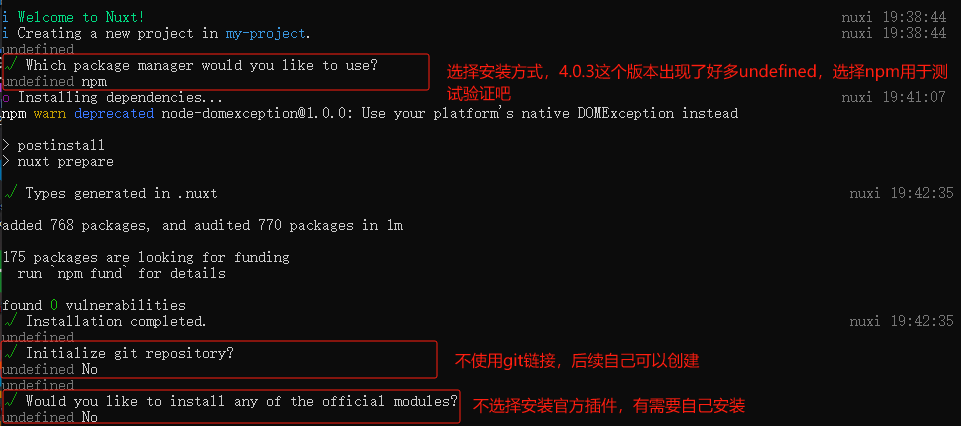 i Welcome to Nuxt! nuxi 19:38:44
i Creating a new project in my-project. nuxi 19:38:44
undefined
√ Which package manager would you like to use?
undefined npm
选择安装方式，4.0.3这个版本出现了好多undefined，选择npm用于测
试验证吧
o Installing dependencies... nuxi 19:41:07
npm warn deprecated node-domexception@1.0.0: Use your platform's native DOMException instead
> postinstall
> nuxt prepare
√ Types generated in .nuxt nuxi 19:42:35
added 768 packages, and audited 770 packages in 1m
175 packages are looking for funding
run `npm fund` for details
found 0 vulnerabilities
√ Installation completed. nuxi 19:42:35
undefined
√ Initialize git repository?
undefined No
不使用git链接，后续自己可以创建
undefined
√ Would you like to install any of the official modules?
undefined No
不选择安装官方插件，有需要自己安装